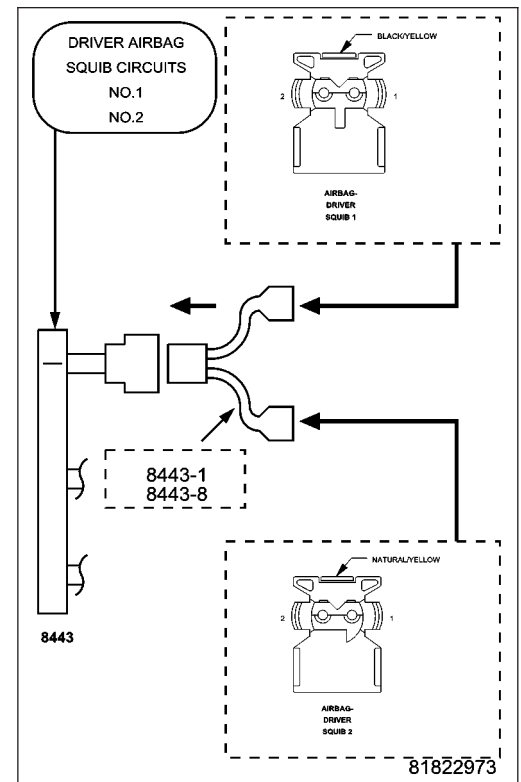 DRIVER AIRBAG
SQUIB CIRCUITS
NO.1
NO.2
BLACK/YELLOW
2
1
AIRBAG-
DRIVER
SQUIB 1
8443-1
8443-8
8443
NATURAL/YELLOW
2
1
AIRBAG-
DRIVER
SQUIB 2
81822973